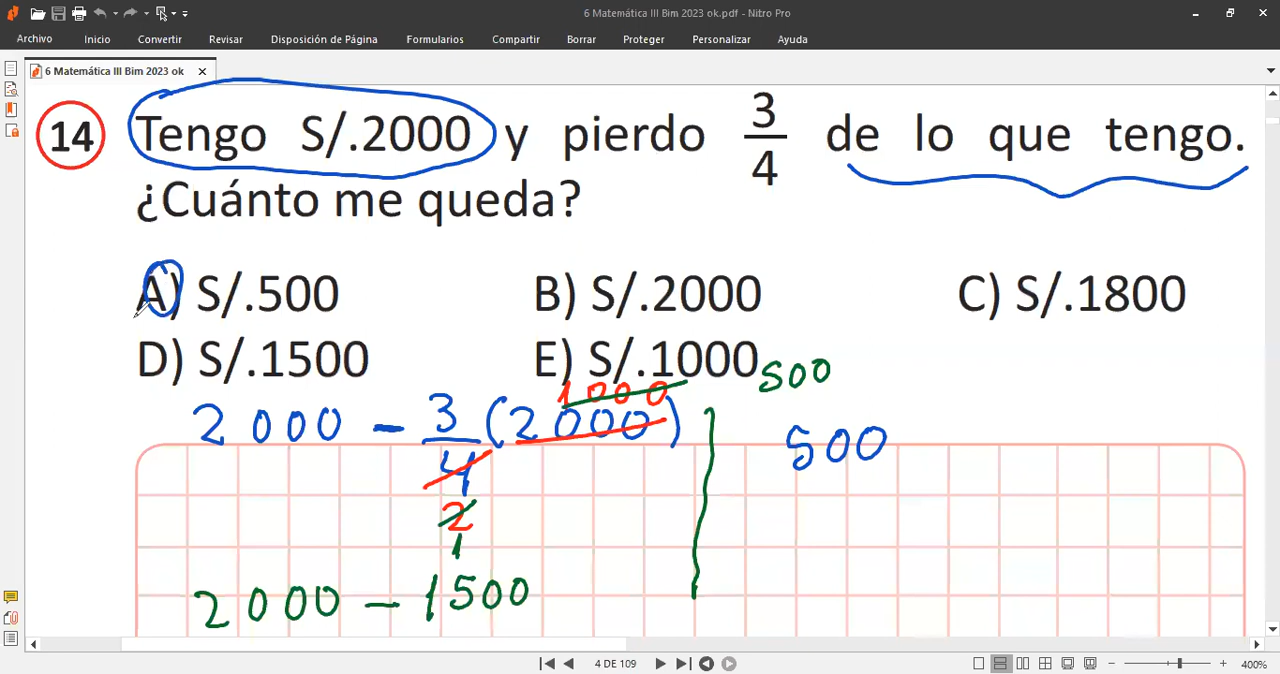 6 Matemática III Bim 2023 ok.pdf - Nitro Pro
Archivo Inicio Convertir Revisar Disposición de Página Formularios Compartir Borrar Proteger Personalizar Ayuda
6 Matemática III Bim 2023 ok
14 Tengo S/.2000 y pierdo 3/4 de lo que tengo.
¿Cuánto me queda?
A) S/.500 B) S/.2000 C) S/.1800
D) S/.1500 E) S/.1000
1000 500
2000 - 3/4 (2000) 500
2
1
2000 - 1500
4 DE 109 400%